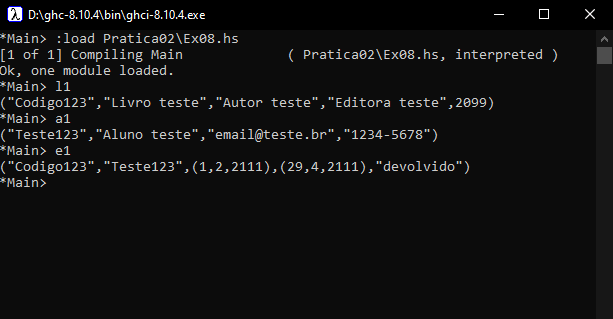 D:\ghc-8.10.4\bin\ghci-8.10.4.exe
*Main> :load Pratica02\Ex08.hs
[1 of 1] Compiling Main             ( Pratica02\Ex08.hs, interpreted )
Ok, one module loaded.
*Main> l1
("Codigo123","Livro teste","Autor teste","Editora teste",2099)
*Main> a1
("Teste123","Aluno teste","email@teste.br","1234-5678")
*Main> e1
("Codigo123","Teste123",(1,2,2111),(29,4,2111),"devolvido")
*Main>